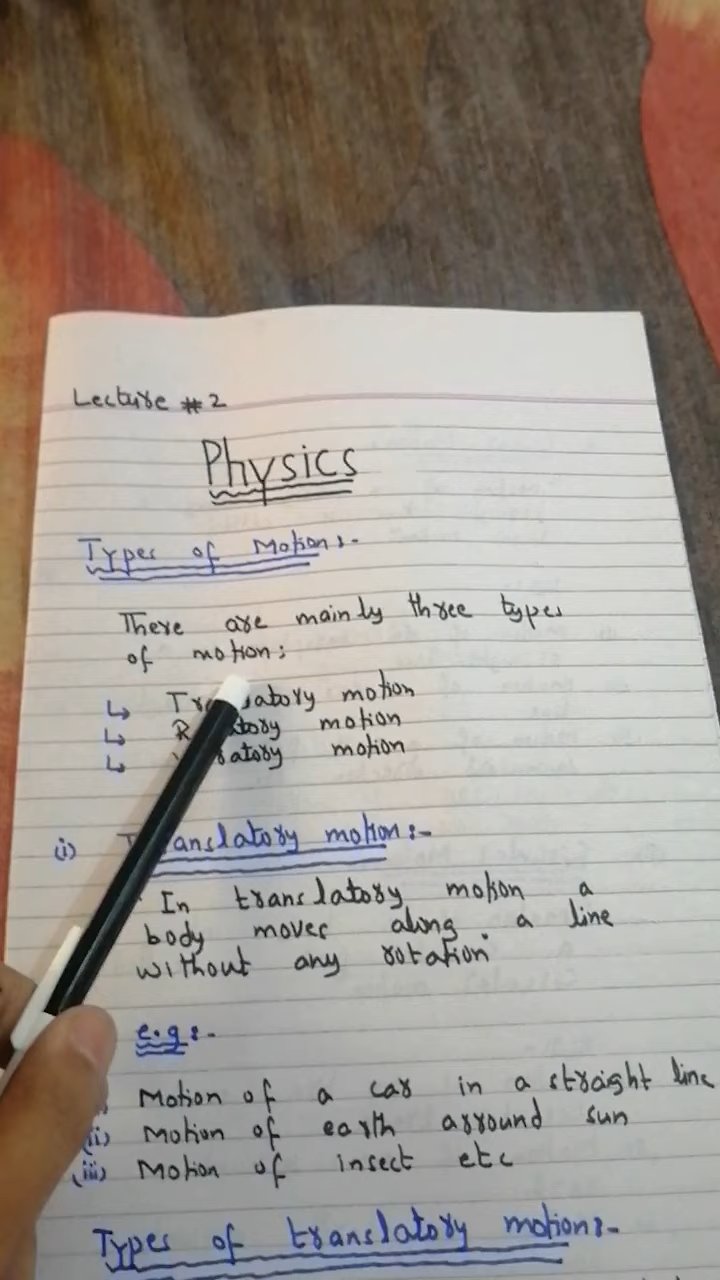 Lecture #2
Physics
Types of Motion:-
There are mainly three types
of motion:
↳ motion
↳ motion
↳ motion
(i) Translatory motion:-
In translatory motion a
body moves along a line
without any rotation.
e.g:-
Motion of a car in a straight line
(ii) Motion of earth arround sun
(iii) Motion of insect etc
Types of translatory motion:-